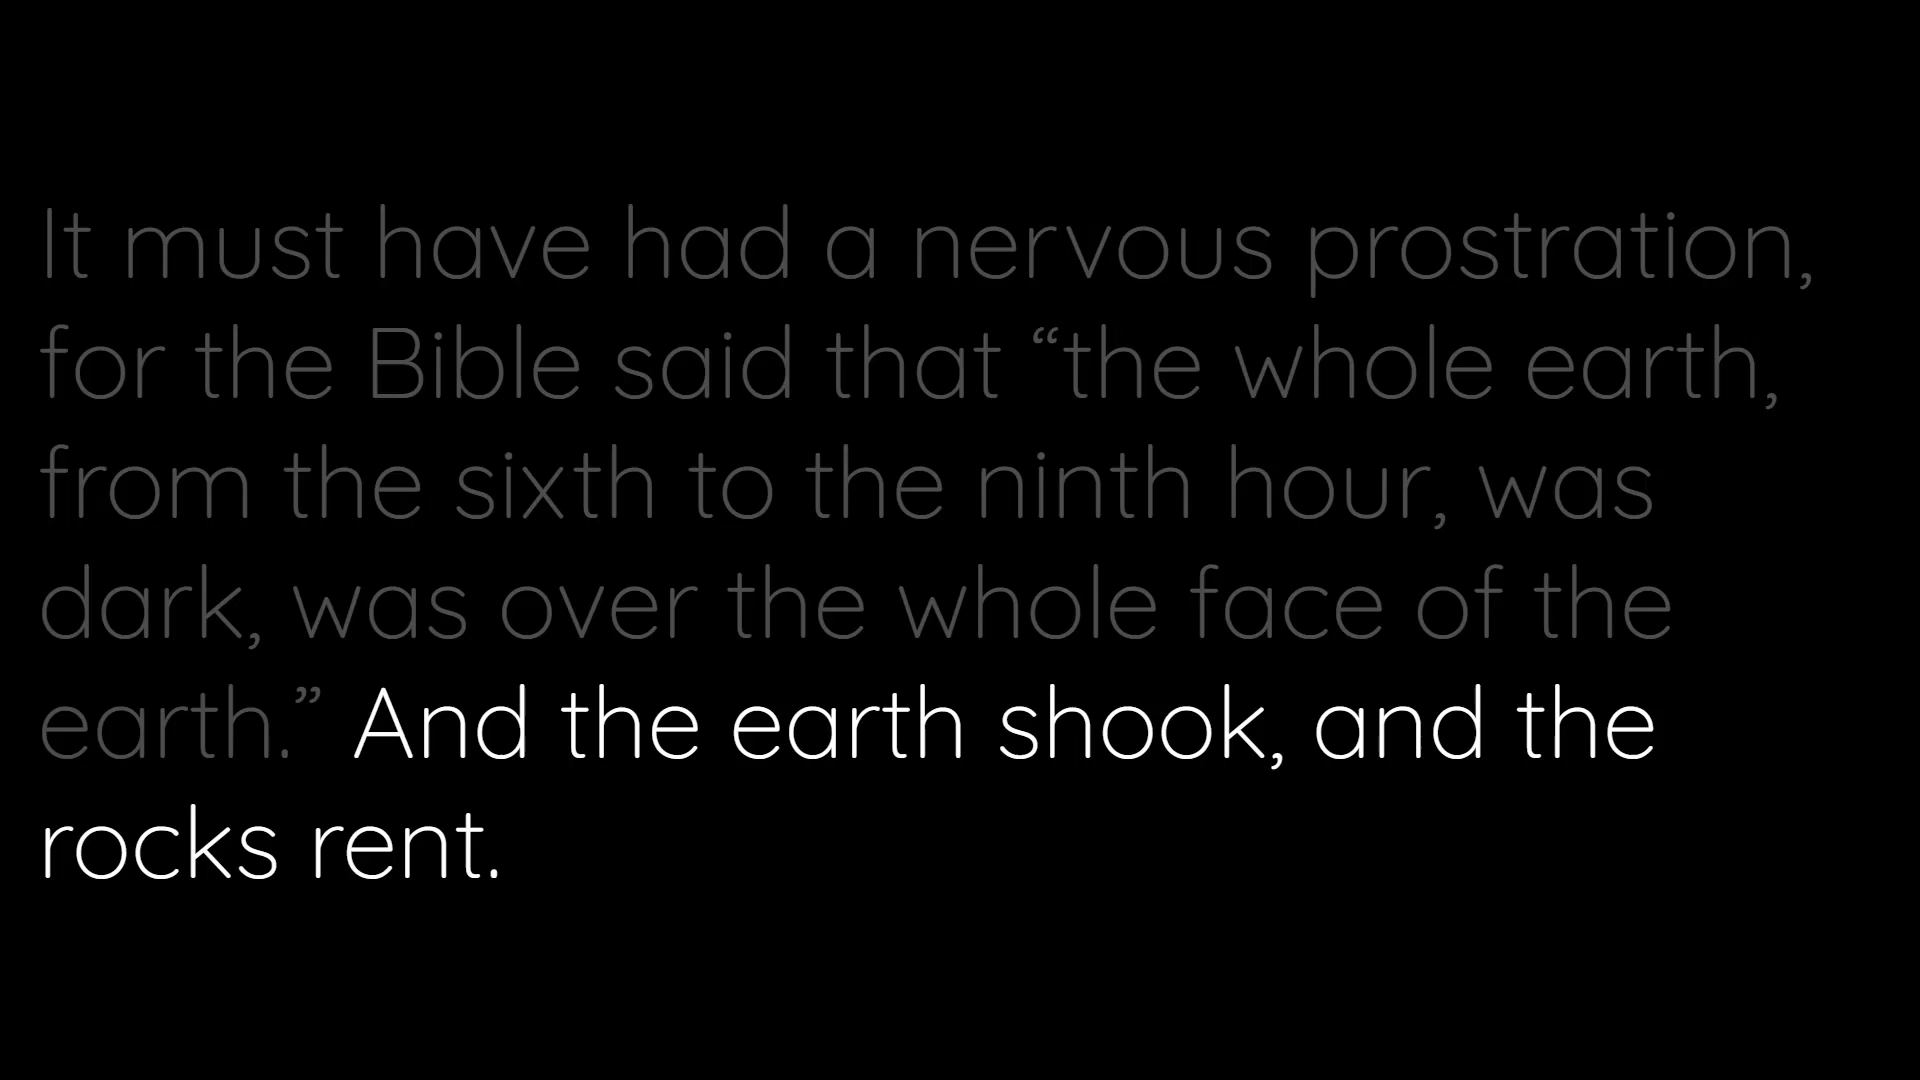 It must have had a nervous prostration,
for the Bible said that “the whole earth,
from the sixth to the ninth hour, was
dark, was over the whole face of the
earth.” And the earth shook, and the
rocks rent.